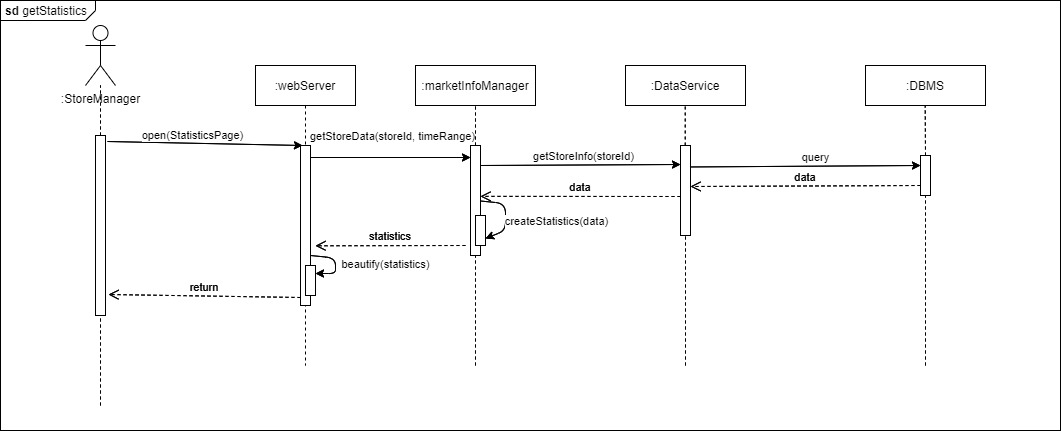 sd getStatistics
:StoreManager
:webServer
:marketInfoManager
:DataService
:DBMS
open(StatisticsPage)
getStoreData(storeId, timeRange)
getStoreInfo(storeId)
query
data
data
createStatistics(data)
statistics
beautify(statistics)
return